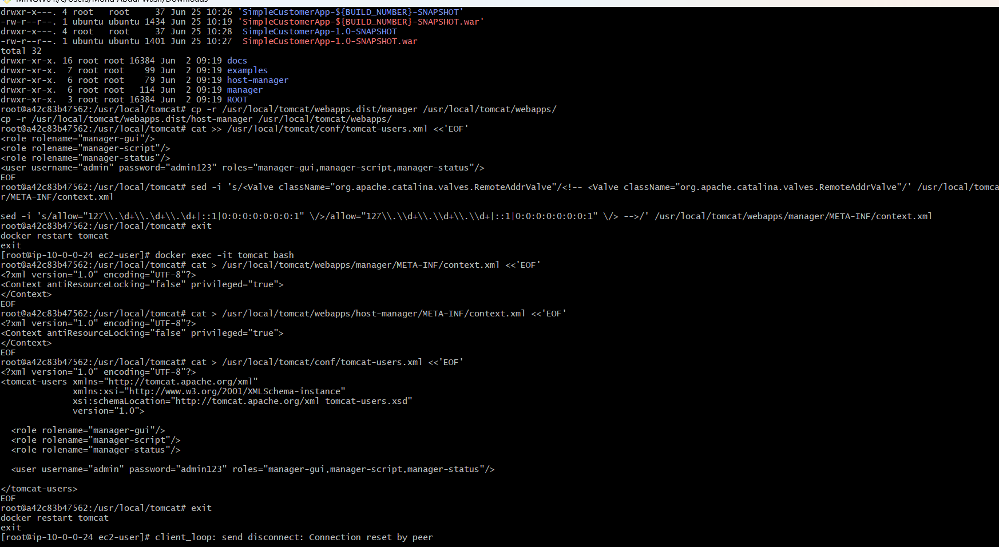 MINGW64:/c/Users/Mohd Abdul Wasil/Downloads
drwxr-x---. 4 root   root     37 Jun 25 10:26 'SimpleCustomerApp-${BUILD_NUMBER}-SNAPSHOT'
-rw-r--r--. 1 ubuntu ubuntu 1434 Jun 25 10:19 'SimpleCustomerApp-${BUILD_NUMBER}-SNAPSHOT.war'
drwxr-x---. 4 root   root     37 Jun 25 10:28  SimpleCustomerApp-1.0-SNAPSHOT
-rw-r--r--. 1 ubuntu ubuntu 1401 Jun 25 10:27  SimpleCustomerApp-1.0-SNAPSHOT.war
total 32
drwxr-xr-x. 16 root root 16384 Jun  2 09:19 docs
drwxr-xr-x.  7 root root    99 Jun  2 09:19 examples
drwxr-xr-x.  6 root root    79 Jun  2 09:19 host-manager
drwxr-xr-x.  6 root root   114 Jun  2 09:19 manager
drwxr-xr-x.  3 root root 16384 Jun  2 09:19 ROOT
root@a42c83b47562:/usr/local/tomcat# cp -r /usr/local/tomcat/webapps.dist/manager /usr/local/tomcat/webapps/
cp -r /usr/local/tomcat/webapps.dist/host-manager /usr/local/tomcat/webapps/
root@a42c83b47562:/usr/local/tomcat# cat >> /usr/local/tomcat/conf/tomcat-users.xml <<'EOF'
<role rolename="manager-gui"/>
<role rolename="manager-script"/>
<role rolename="manager-status"/>
<user username="admin" password="admin123" roles="manager-gui,manager-script,manager-status"/>
EOF
root@a42c83b47562:/usr/local/tomcat# sed -i 's/<Valve className="org.apache.catalina.valves.RemoteAddrValve"/<!-- <Valve className="org.apache.catalina.valves.RemoteAddrValve"/' /usr/local/tomca
r/META-INF/context.xml
sed -i 's/allow="127\\.\d+\\.\d+\\.\d+|::1|0:0:0:0:0:0:0:1" \/>/allow="127\\.\\d+\\.\\d+\\.\\d+|::1|0:0:0:0:0:0:0:1" \/> -->/' /usr/local/tomcat/webapps/manager/META-INF/context.xml
root@a42c83b47562:/usr/local/tomcat# exit
docker restart tomcat
exit
[root@ip-10-0-0-24 ec2-user]# docker exec -it tomcat bash
root@a42c83b47562:/usr/local/tomcat# cat > /usr/local/tomcat/webapps/manager/META-INF/context.xml <<'EOF'
<?xml version="1.0" encoding="UTF-8"?>
<Context antiResourceLocking="false" privileged="true">
</Context>
EOF
root@a42c83b47562:/usr/local/tomcat# cat > /usr/local/tomcat/webapps/host-manager/META-INF/context.xml <<'EOF'
<?xml version="1.0" encoding="UTF-8"?>
<Context antiResourceLocking="false" privileged="true">
</Context>
EOF
root@a42c83b47562:/usr/local/tomcat# cat > /usr/local/tomcat/conf/tomcat-users.xml <<'EOF'
<?xml version="1.0" encoding="UTF-8"?>
<tomcat-users xmlns="http://tomcat.apache.org/xml"
              xmlns:xsi="http://www.w3.org/2001/XMLSchema-instance"
              xsi:schemaLocation="http://tomcat.apache.org/xml tomcat-users.xsd"
              version="1.0">
  <role rolename="manager-gui"/>
  <role rolename="manager-script"/>
  <role rolename="manager-status"/>
  <user username="admin" password="admin123" roles="manager-gui,manager-script,manager-status"/>
</tomcat-users>
EOF
root@a42c83b47562:/usr/local/tomcat# exit
docker restart tomcat
exit
[root@ip-10-0-0-24 ec2-user]# client_loop: send disconnect: Connection reset by peer